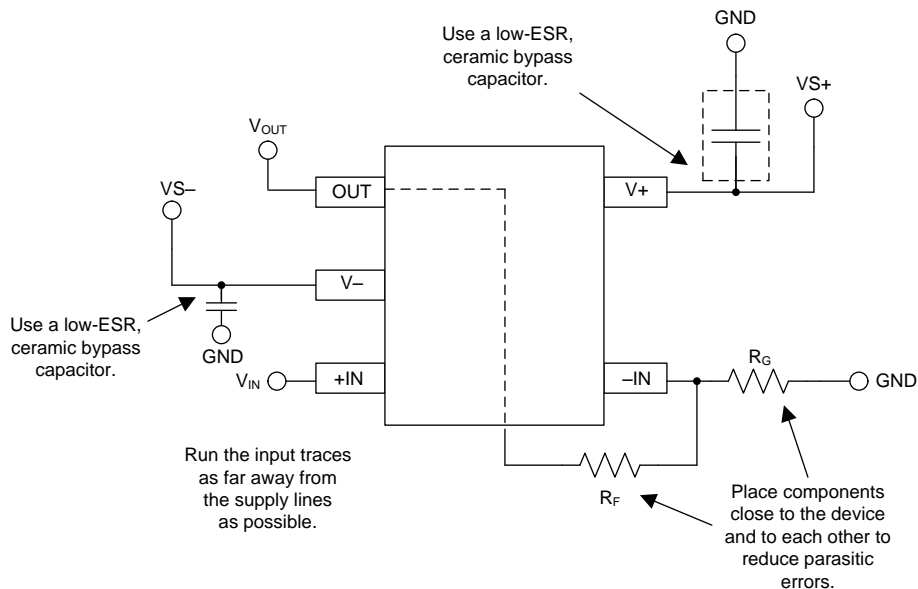 GND
Use a low-ESR,
ceramic bypass
capacitor.
VS+
VOUT
OUT
V+
VS–
V–
Use a low-ESR,
ceramic bypass
capacitor.
GND
VIN
+IN
–IN
RG
GND
Run the input traces
as far away from
the supply lines
as possible.
RF
Place components
close to the device
and to each other to
reduce parasitic
errors.